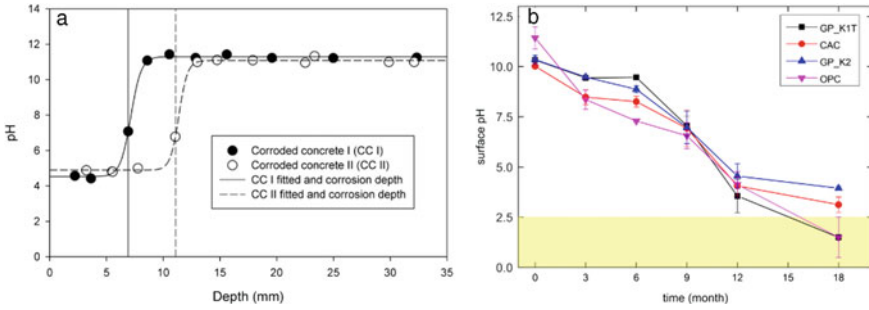 a
14
12
10
8
6
4
2
0
pH
0 5 10 15 20 25 30 35
Depth (mm)
Corroded concrete I (CC I)
Corroded concrete II (CC II)
CC I fitted and corrosion depth
CC II fitted and corrosion depth
b
12.5
10.0
7.5
5.0
2.5
0.0
surface pH
0 3 6 9 12 15 18
time (month)
GP_K1T
CAC
GP_K2
OPC